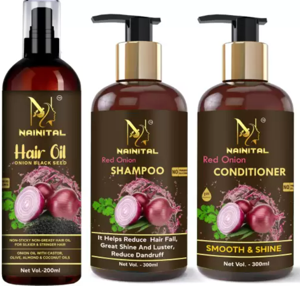 NAINITAL
Hair Oil
ONION BLACK SEED
NON-STICKY NON-GREASY HAIR OIL
FOR SILKIER & STRONGER HAIR
ONION OIL WITH CASTOR,
OLIVE, ALMOND & COCONUT OILS
Net Vol.-200ml
NAINITAL
Red Onion
SHAMPOO
It Helps Reduce Hair Fall,
Great Shine And Luster,
Reduce Dandruff
Net Vol. - 300ml
NAINITAL
Red Onion
CONDITIONER
SMOOTH & SHINE
Net Vol. - 300ml